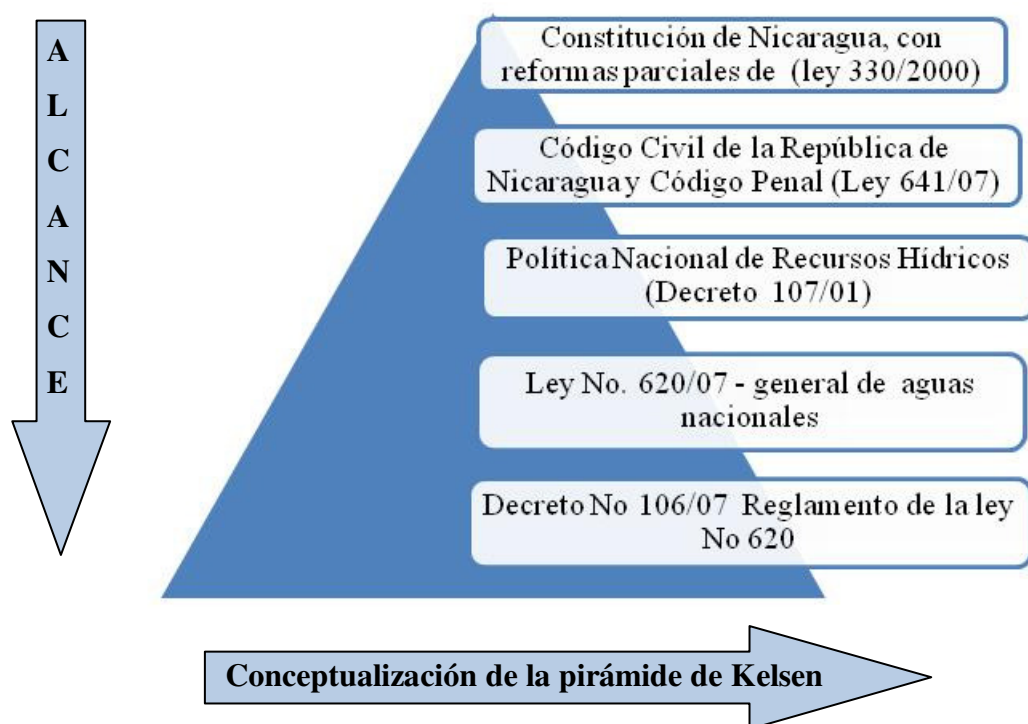 A
L
C
A
N
C
E
Constitución de Nicaragua, con
reformas parciales de (ley 330/2000)
Código Civil de la República de
Nicaragua y Código Penal (Ley 641/07)
Política Nacional de Recursos Hídricos
(Decreto 107/01)
Ley No. 620/07 - general de aguas
nacionales
Decreto No 106/07 Reglamento de la ley
No 620
Conceptualización de la pirámide de Kelsen